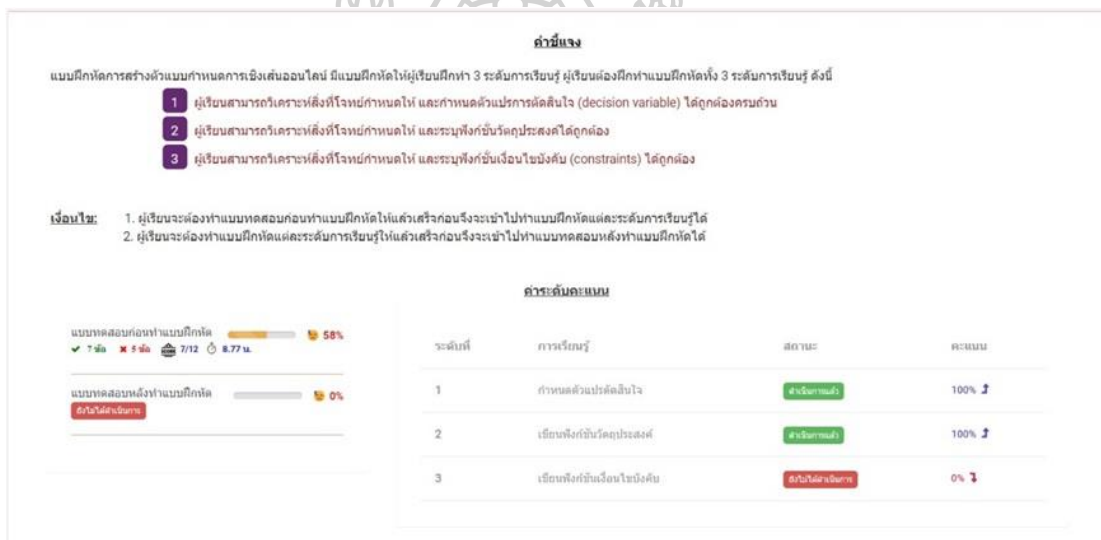 คำชี้แจง
แบบฝึกหัดการสร้างตัวแบบกำหนดการเชิงเส้นออนไลน์ มีแบบฝึกหัดให้ผู้เรียนฝึกทำ 3 ระดับการเรียนรู้ ผู้เรียนต้องฝึกทำแบบฝึกหัดทั้ง 3 ระดับการเรียนรู้ ดังนี้
1 ผู้เรียนสามารถวิเคราะห์สิ่งที่โจทย์กำหนดให้ และกำหนดตัวแปรการตัดสินใจ (decision variable) ได้ถูกต้องครบถ้วน
2 ผู้เรียนสามารถวิเคราะห์สิ่งที่โจทย์กำหนดให้ และระบุฟังก์ชั่นวัตถุประสงค์ได้ถูกต้อง
3 ผู้เรียนสามารถวิเคราะห์สิ่งที่โจทย์กำหนดให้ และระบุฟังก์ชั่นเงื่อนไขบังคับ (constraints) ได้ถูกต้อง
เงื่อนไข: 1. ผู้เรียนจะต้องทำแบบทดสอบก่อนทำแบบฝึกหัดให้แล้วเสร็จก่อนจึงจะเข้าไปทำแบบฝึกหัดแต่ละระดับการเรียนรู้ได้
2. ผู้เรียนจะต้องทำแบบฝึกหัดแต่ละระดับการเรียนรู้ให้แล้วเสร็จก่อนจึงจะเข้าไปทำแบบทดสอบหลังทำแบบฝึกหัดได้
ค่าระดับคะแนน
แบบทดสอบก่อนทำแบบฝึกหัด 58%
7 ข้อ 5 ข้อ SCORE 7/12 8.77 น.
แบบทดสอบหลังทำแบบฝึกหัด 0%
ยังไม่ได้ดำเนินการ
ระดับที่ การเรียนรู้ สถานะ คะแนน
1 กำหนดตัวแปรตัดสินใจ ดำเนินการแล้ว 100%
2 เขียนฟังก์ชันวัตถุประสงค์ ดำเนินการแล้ว 100%
3 เขียนฟังก์ชันเงื่อนไขบังคับ ยังไม่ได้ดำเนินการ 0%